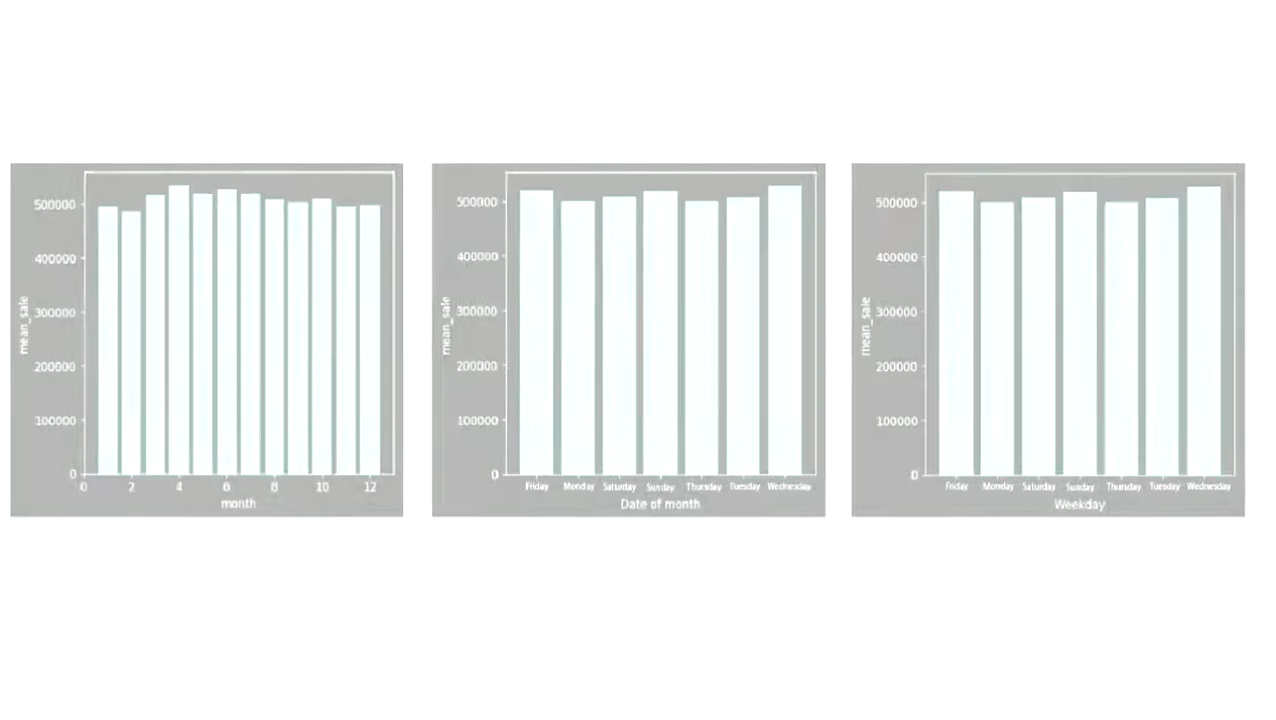 500000
400000
300000
200000
100000
0
mean_sale
0 2 4 6 8 10 12
month
500000
400000
300000
200000
100000
0
mean_sale
Friday Monday Saturday Sunday Thursday Tuesday Wednesday
Date of month
500000
400000
300000
200000
100000
0
mean_sale
Friday Monday Saturday Sunday Thursday Tuesday Wednesday
Weekday